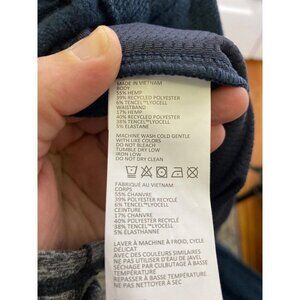 MADE IN VIETNAM
BODY
55% HEMP
39% RECYCLED POLYESTER
6% TENCEL™LYOCELL
WAISTBAND
17% HEMP
40% RECYCLED POLYESTER
38% TENCEL™LYOCELL
5% ELASTANE
MACHINE WASH COLD GENTLE
WITH LIKE COLORS
DO NOT BLEACH
TUMBLE DRY LOW
IRON LOW
DO NOT DRY CLEAN
FABRIQUÉ AU VIETNAM
CORPS
55% CHANVRE
39% POLYESTER RECYCLÉ
6% TENCEL™LYOCELL
CEINTURE
17% CHANVRE
40% POLYESTER RECYCLÉ
38% TENCEL™LYOCELL
5% ÉLASTHANNE
LAVER À MACHINE À FROID, CYCLE
DÉLICAT
AVEC DES COULEURS SIMILAIRES
NE PAS UTILISER D'EAU DE JAVEL
SÉCHAGE PAR CULBUTAGE À BASSE
TEMPÉRATURE
REPASSER À BASSE TEMPÉRATURE
NE PAS NETTOYER À SEC